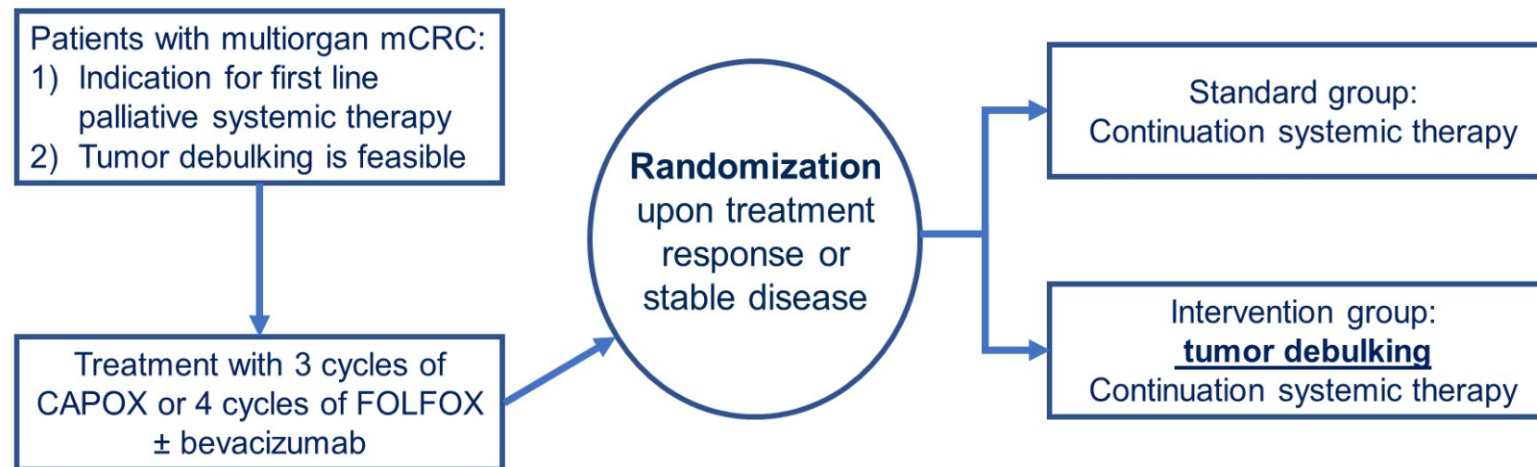 Patients with multiorgan mCRC:
1) Indication for first line
palliative systemic therapy
2) Tumor debulking is feasible
Treatment with 3 cycles of
CAPOX or 4 cycles of FOLFOX
± bevacizumab
Randomization
upon treatment
response or
stable disease
Standard group:
Continuation systemic therapy
Intervention group:
tumor debulking
Continuation systemic therapy